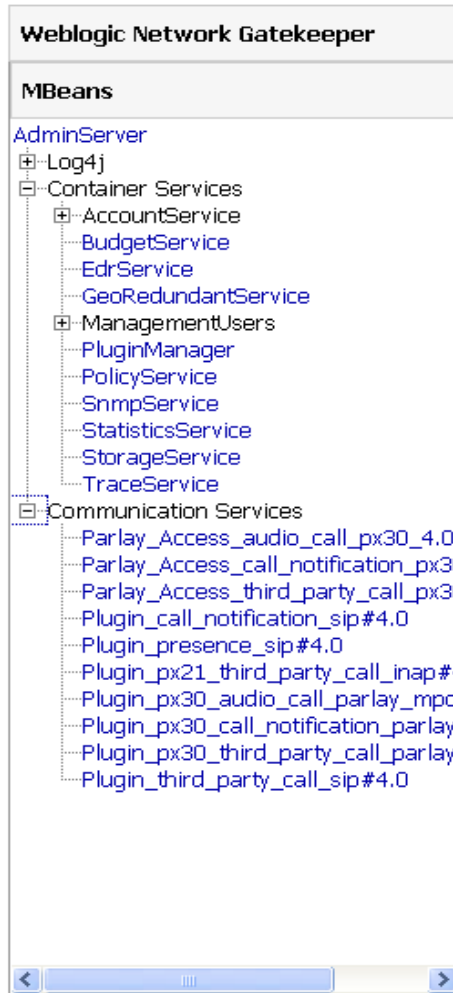 Weblogic Network Gatekeeper
MBeans
AdminServer
Log4j
Container Services
AccountService
BudgetService
EdrService
GeoRedundantService
ManagementUsers
PluginManager
PolicyService
SnmpService
StatisticsService
StorageService
TraceService
Communication Services
Parlay_Access_audio_call_px30_4.0
Parlay_Access_call_notification_px3
Parlay_Access_third_party_call_px3
Plugin_call_notification_sip#4.0
Plugin_presence_sip#4.0
Plugin_px21_third_party_call_inap#
Plugin_px30_audio_call_parlay_mpc
Plugin_px30_call_notification_parlay
Plugin_px30_third_party_call_parlay
Plugin_third_party_call_sip#4.0